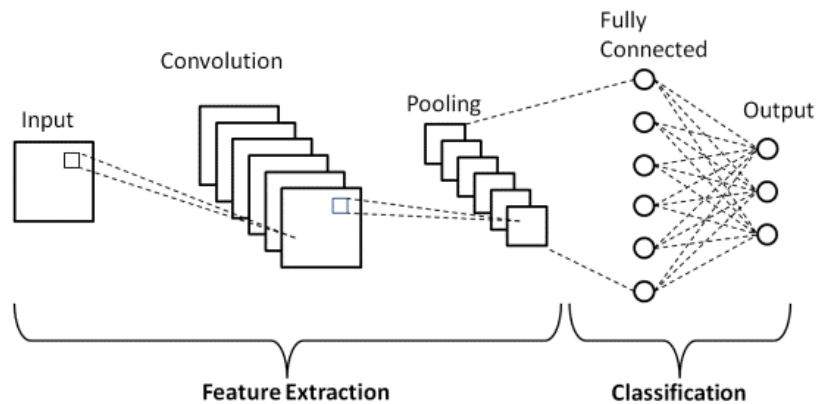 Fully
Connected
Convolution
Pooling
Output
Input
Feature Extraction
Classification